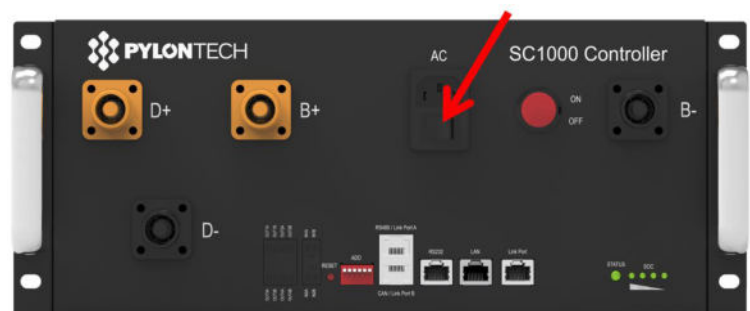 PYLONTECH
AC
SC1000 Controller
D+
B+
ON
OFF
B-
D-
RS485 / Link Port A
RESET
ADD
RS232
LAN
Link Port
CAN / Link Port B
STATUS
SOC